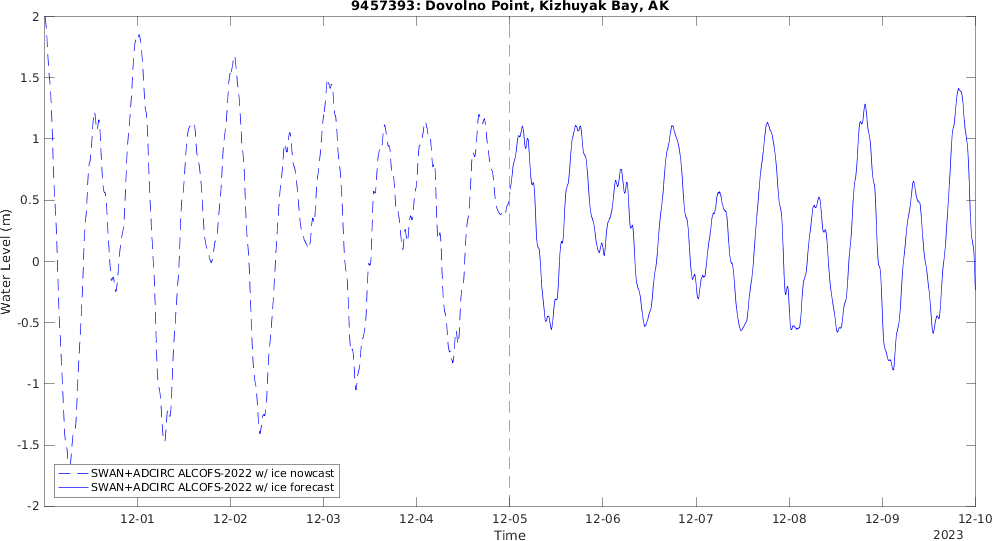 9457393: Dovolno Point, Kizhuyak Bay, AK
2
1.5
1
0.5
0
-0.5
-1
-1.5
-2
Water Level (m)
SWAN+ADCIRC ALCOFS-2022 w/ ice nowcast
SWAN+ADCIRC ALCOFS-2022 w/ ice forecast
12-01 12-02 12-03 12-04 12-05 12-06 12-07 12-08 12-09 12-10
Time
2023